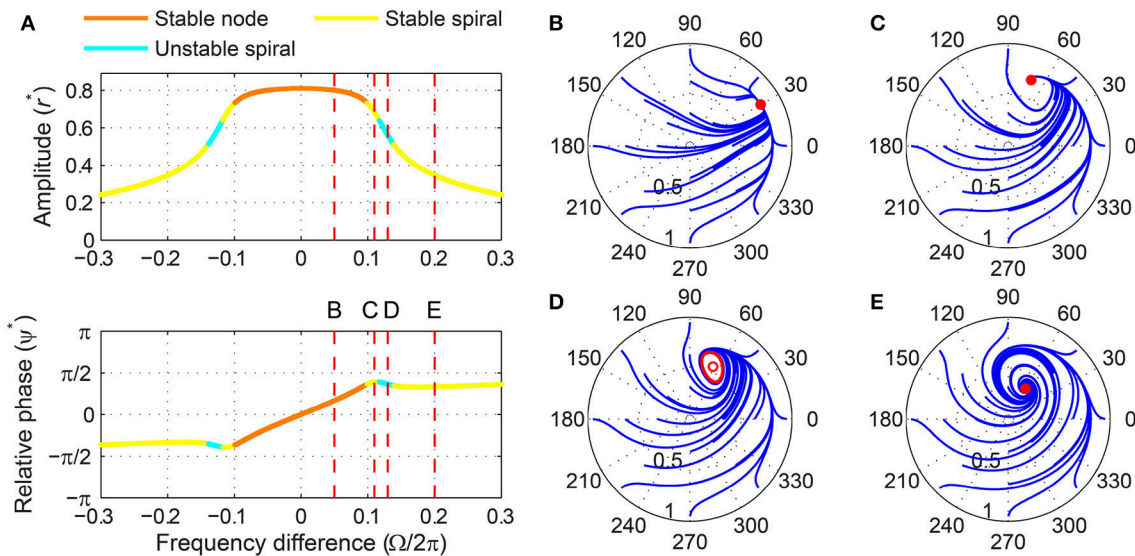 A
Stable node
Stable spiral
Unstable spiral
Amplitude (r*)
0.8
0.6
0.4
0.2
0
−0.3 −0.2 −0.1 0 0.1 0.2 0.3
B C D E
Relative phase (ψ*)
π
π/2
0
−π/2
−π
−0.3 −0.2 −0.1 0 0.1 0.2 0.3
Frequency difference (Ω/2π)
B
90
120 60
150 30
180 0
0.5
210 330
1
240 300
270
C
90
120 60
150 30
180 0
0.5
210 330
1
240 300
270
D
90
120 60
150 30
180 0
0.5
210 330
1
240 300
270
E
90
120 60
150 30
180 0
0.5
210 330
1
240 300
270